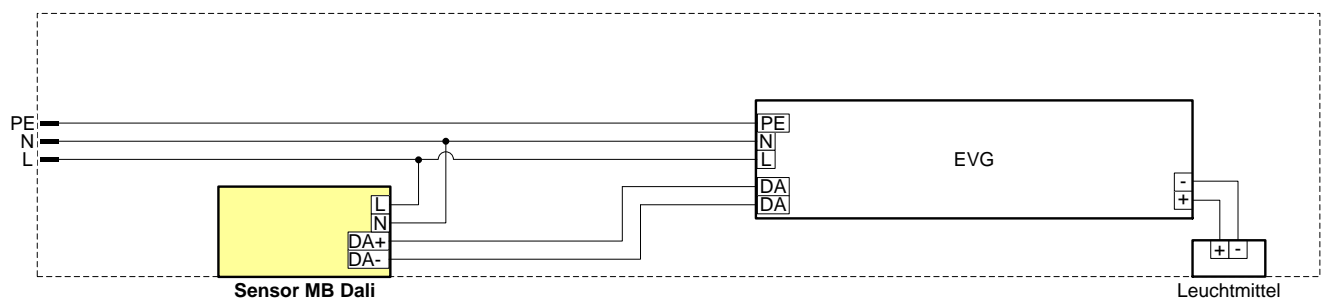 PE
N
L
PE
N
L
DA
DA
EVG
-
+
L
N
DA+
DA-
+ -
Sensor MB Dali
Leuchtmittel